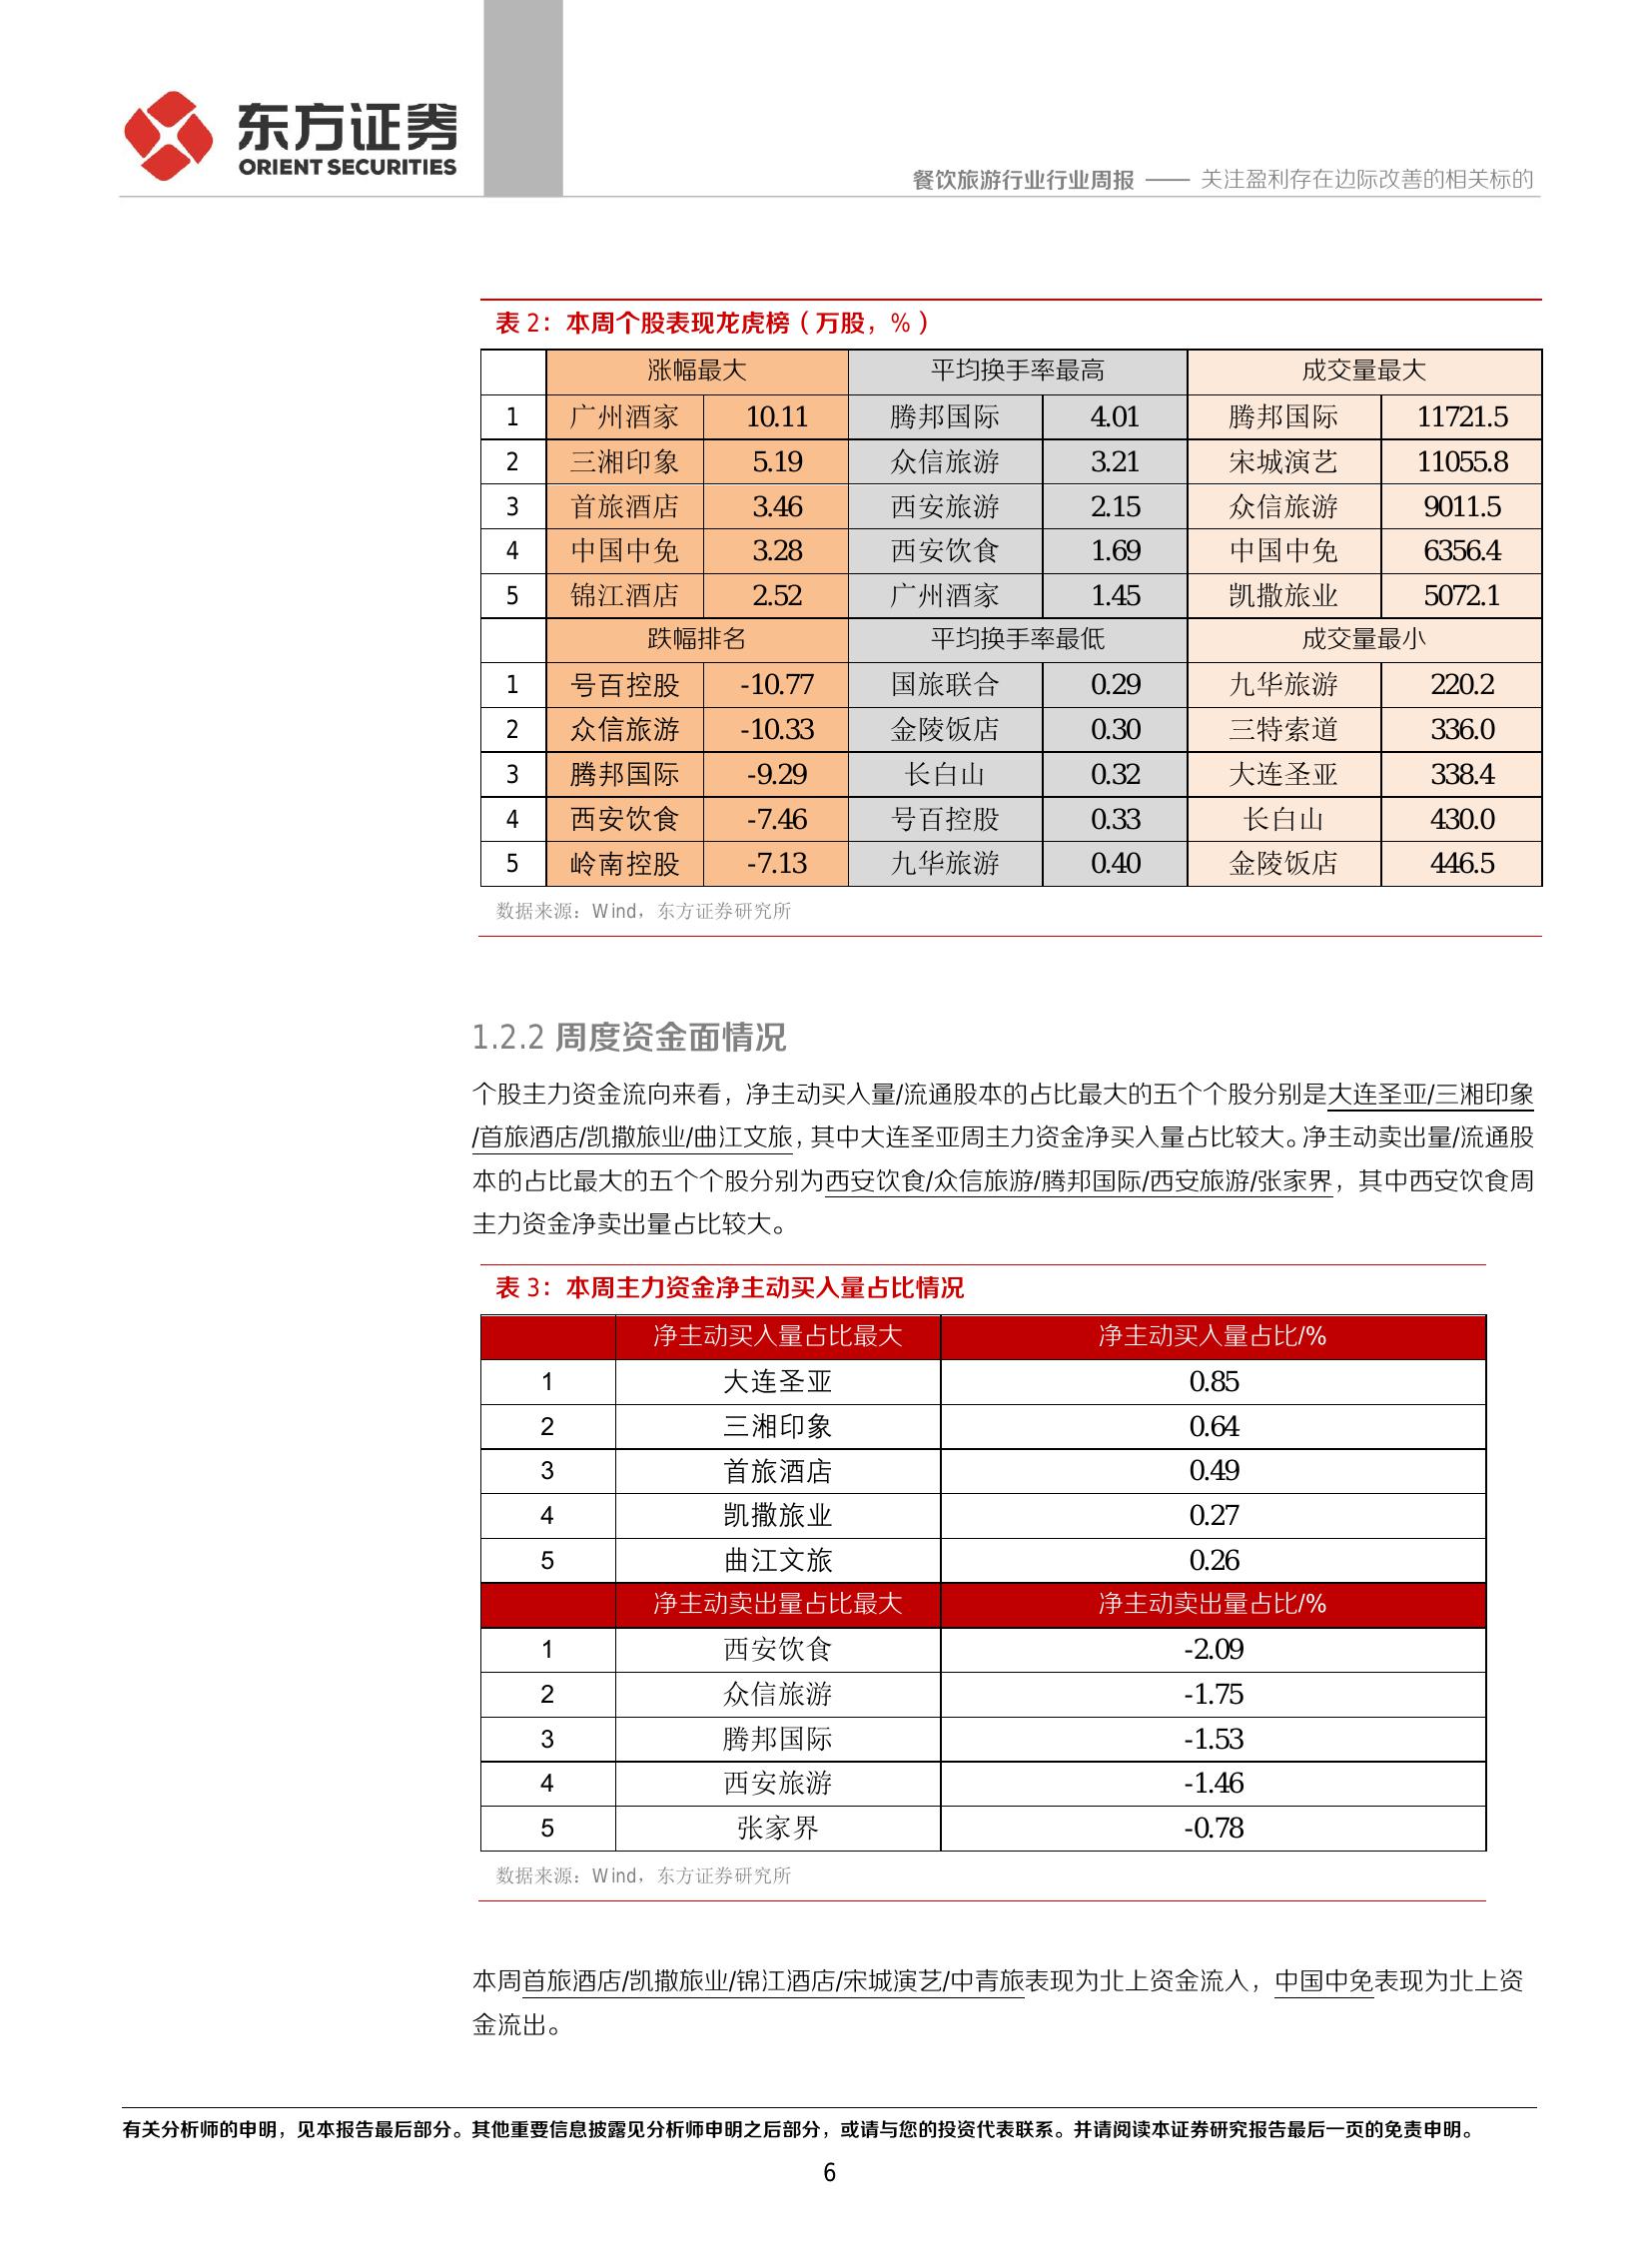 东方证券
ORIENT SECURITIES
餐饮旅游行业行业周报 —— 关注盈利存在边际改善的相关标的
表 2：本周个股表现龙虎榜（万股，%）
涨幅最大 平均换手率最高 成交量最大
1 广州酒家 10.11 腾邦国际 4.01 腾邦国际 11721.5
2 三湘印象 5.19 众信旅游 3.21 宋城演艺 11055.8
3 首旅酒店 3.46 西安旅游 2.15 众信旅游 9011.5
4 中国中免 3.28 西安饮食 1.69 中国中免 6356.4
5 锦江酒店 2.52 广州酒家 1.45 凯撒旅业 5072.1
跌幅排名 平均换手率最低 成交量最小
1 号百控股 -10.77 国旅联合 0.29 九华旅游 220.2
2 众信旅游 -10.33 金陵饭店 0.30 三特索道 336.0
3 腾邦国际 -9.29 长白山 0.32 大连圣亚 338.4
4 西安饮食 -7.46 号百控股 0.33 长白山 430.0
5 岭南控股 -7.13 九华旅游 0.40 金陵饭店 446.5
数据来源：Wind，东方证券研究所
1.2.2 周度资金面情况
个股主力资金流向来看，净主动买入量/流通股本的占比最大的五个个股分别是大连圣亚/三湘印象
/首旅酒店/凯撒旅业/曲江文旅，其中大连圣亚周主力资金净买入量占比较大。净主动卖出量/流通股
本的占比最大的五个个股分别为西安饮食/众信旅游/腾邦国际/西安旅游/张家界，其中西安饮食周
主力资金净卖出量占比较大。
表 3：本周主力资金净主动买入量占比情况
净主动买入量占比最大 净主动买入量占比/%
1 大连圣亚 0.85
2 三湘印象 0.64
3 首旅酒店 0.49
4 凯撒旅业 0.27
5 曲江文旅 0.26
净主动卖出量占比最大 净主动卖出量占比/%
1 西安饮食 -2.09
2 众信旅游 -1.75
3 腾邦国际 -1.53
4 西安旅游 -1.46
5 张家界 -0.78
数据来源：Wind，东方证券研究所
本周首旅酒店/凯撒旅业/锦江酒店/宋城演艺/中青旅表现为北上资金流入，中国中免表现为北上资
金流出。
有关分析师的申明，见本报告最后部分。其他重要信息披露见分析师申明之后部分，或请与您的投资代表联系。并请阅读本证券研究报告最后一页的免责申明。
6